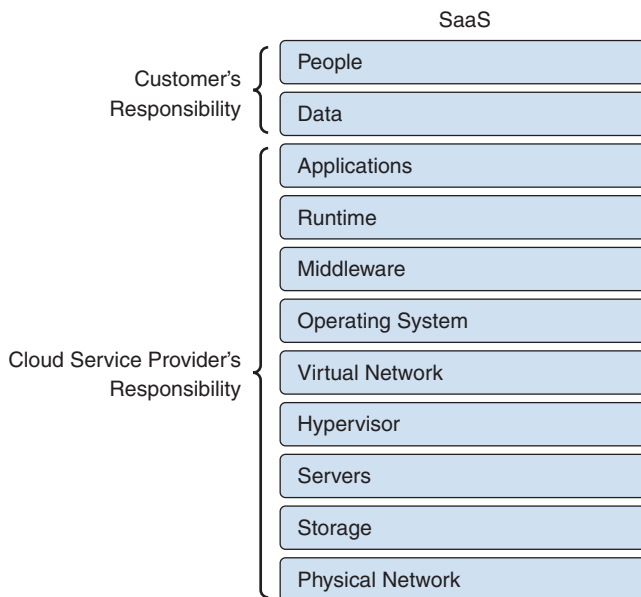 SaaS
Customer's
Responsibility
People
Data
Cloud Service Provider's
Responsibility
Applications
Runtime
Middleware
Operating System
Virtual Network
Hypervisor
Servers
Storage
Physical Network